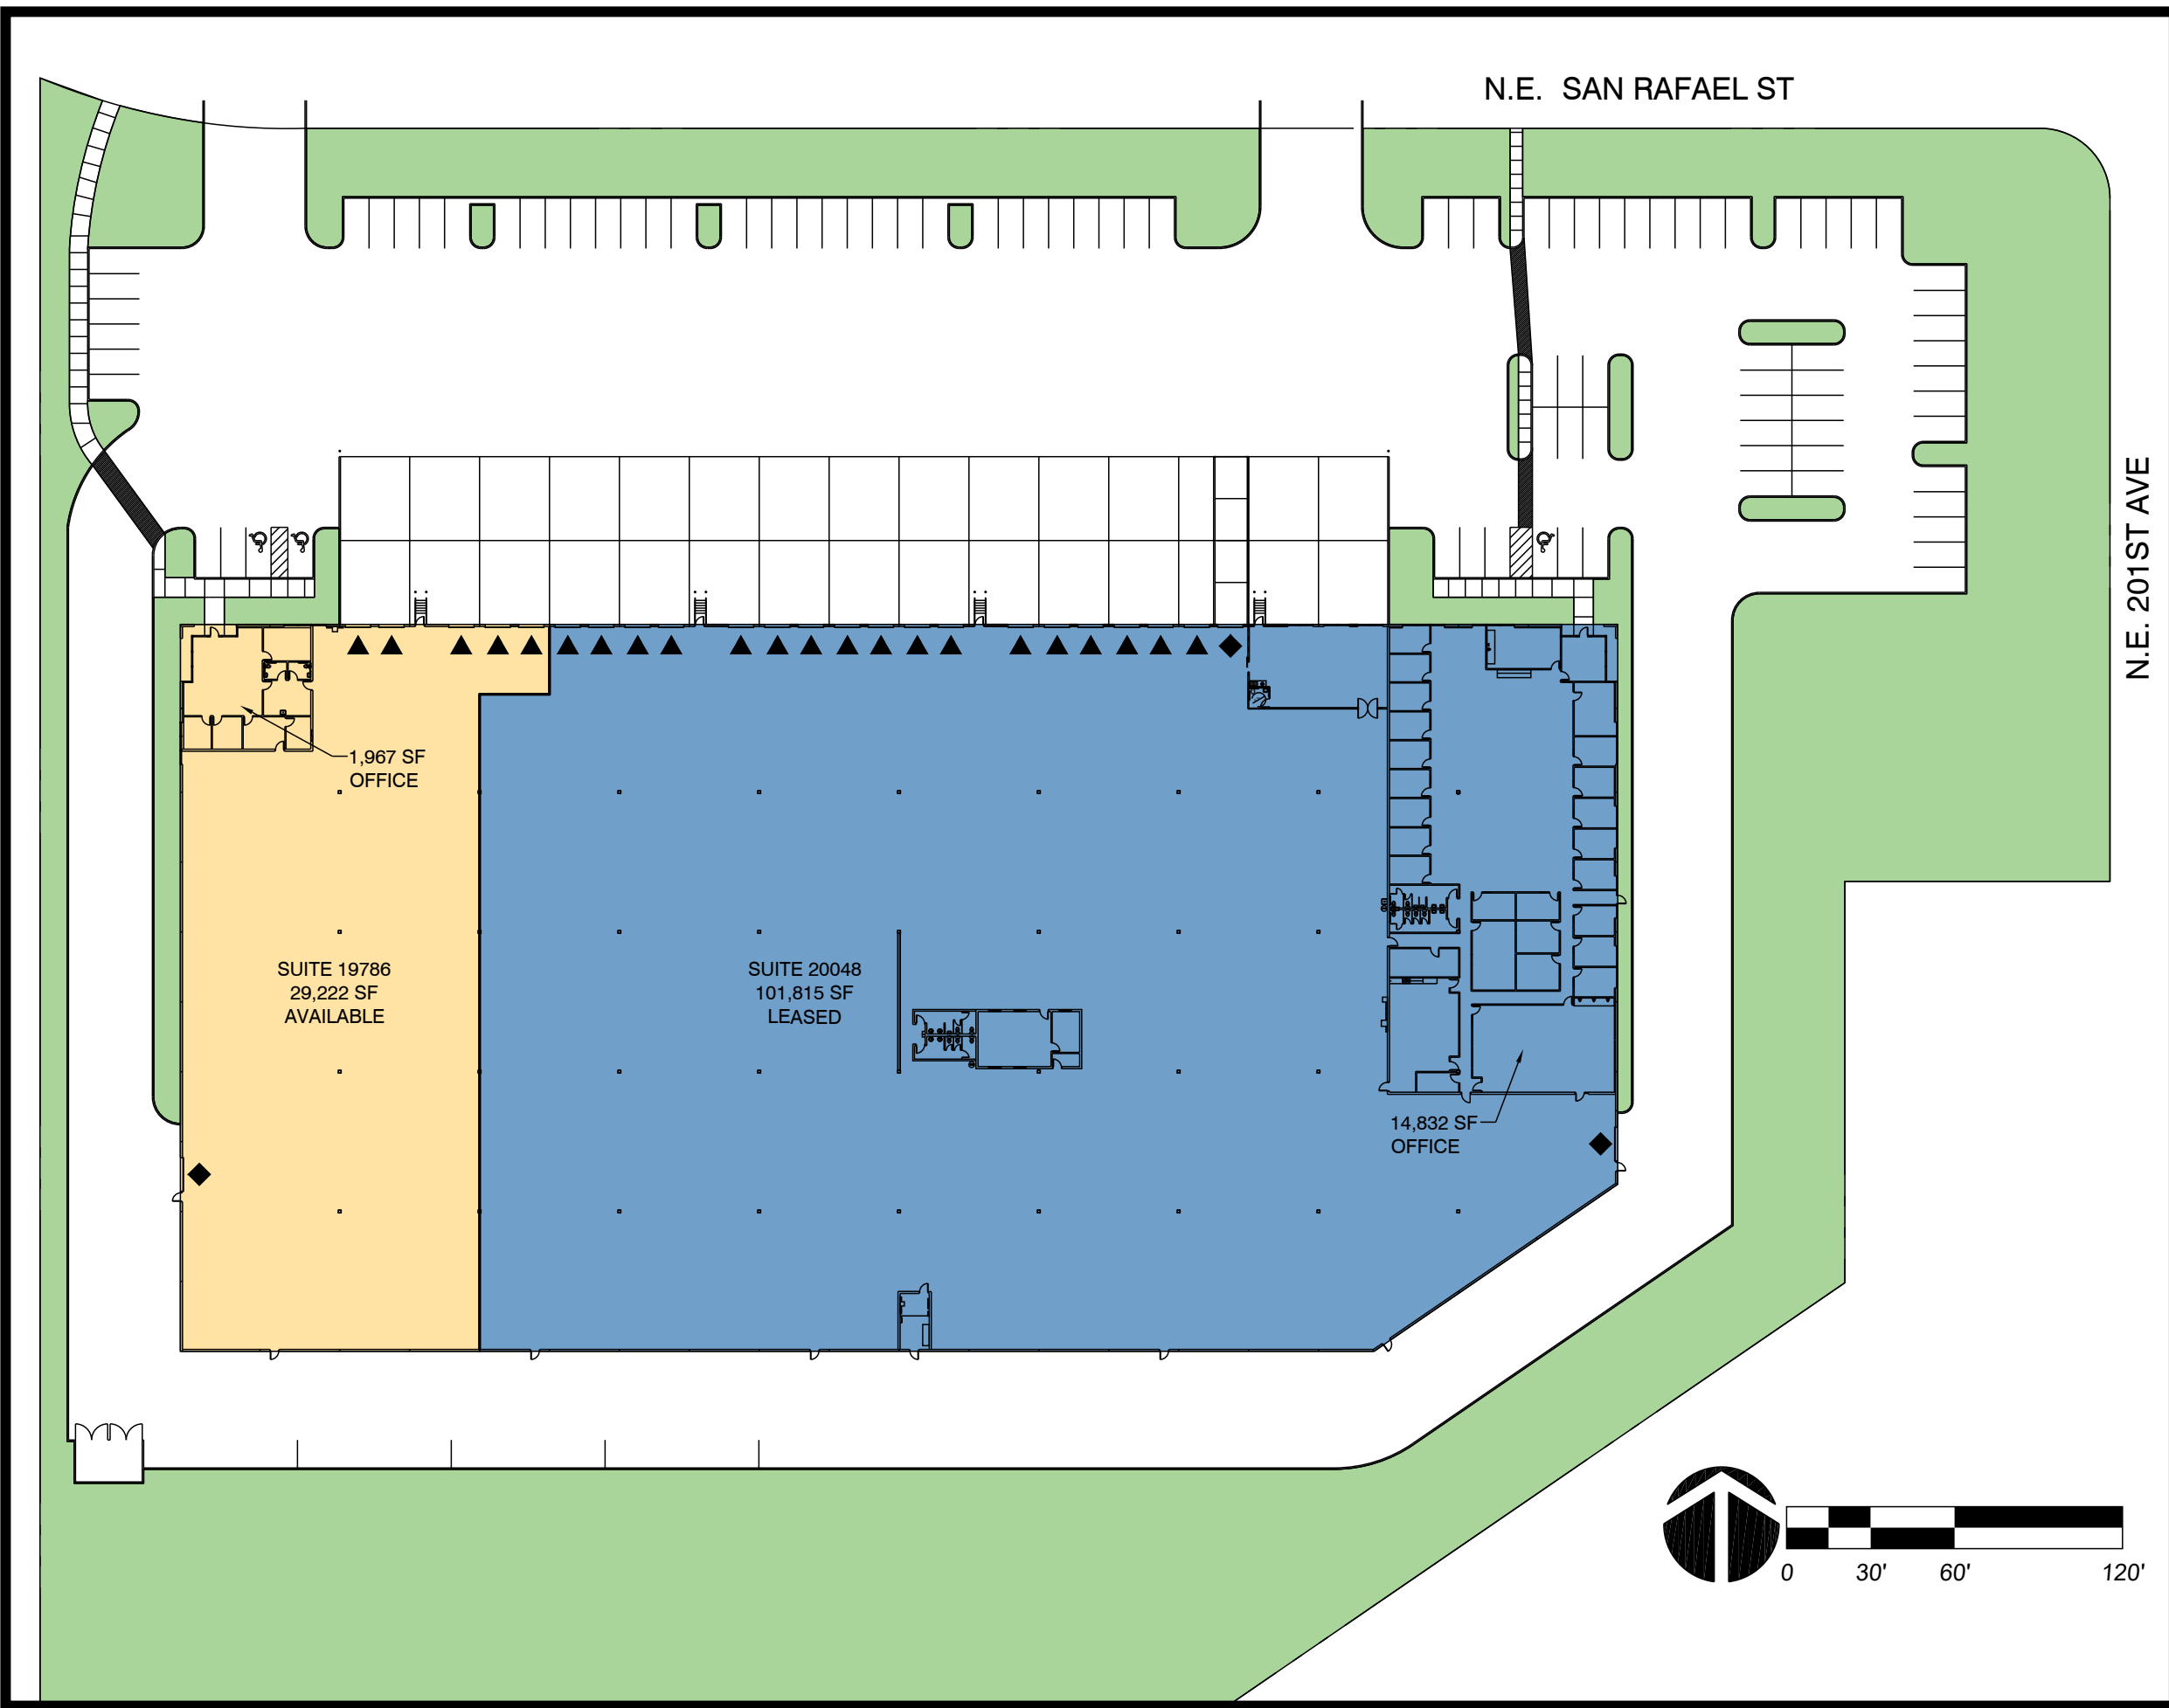 N.E. SAN RAFAEL ST
N.E. 201ST AVE
1,967 SF
OFFICE
SUITE 19786
29,222 SF
AVAILABLE
SUITE 20048
101,815 SF
LEASED
14,832 SF
OFFICE
0 30' 60' 120'